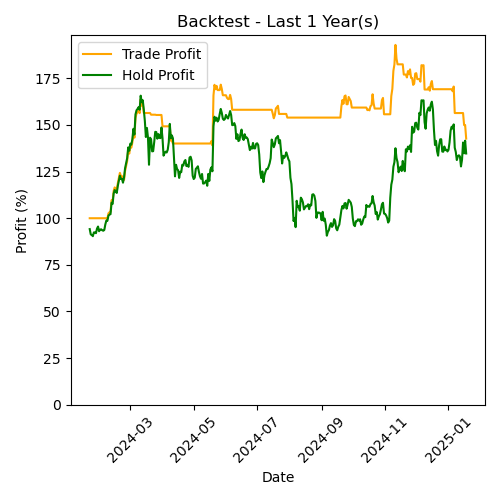 Backtest - Last 1 Year(s)
Trade Profit
Hold Profit
Profit (%)
175
150
125
100
75
50
25
0
2024-03
2024-05
2024-07
2024-09
2024-11
2025-01
Date